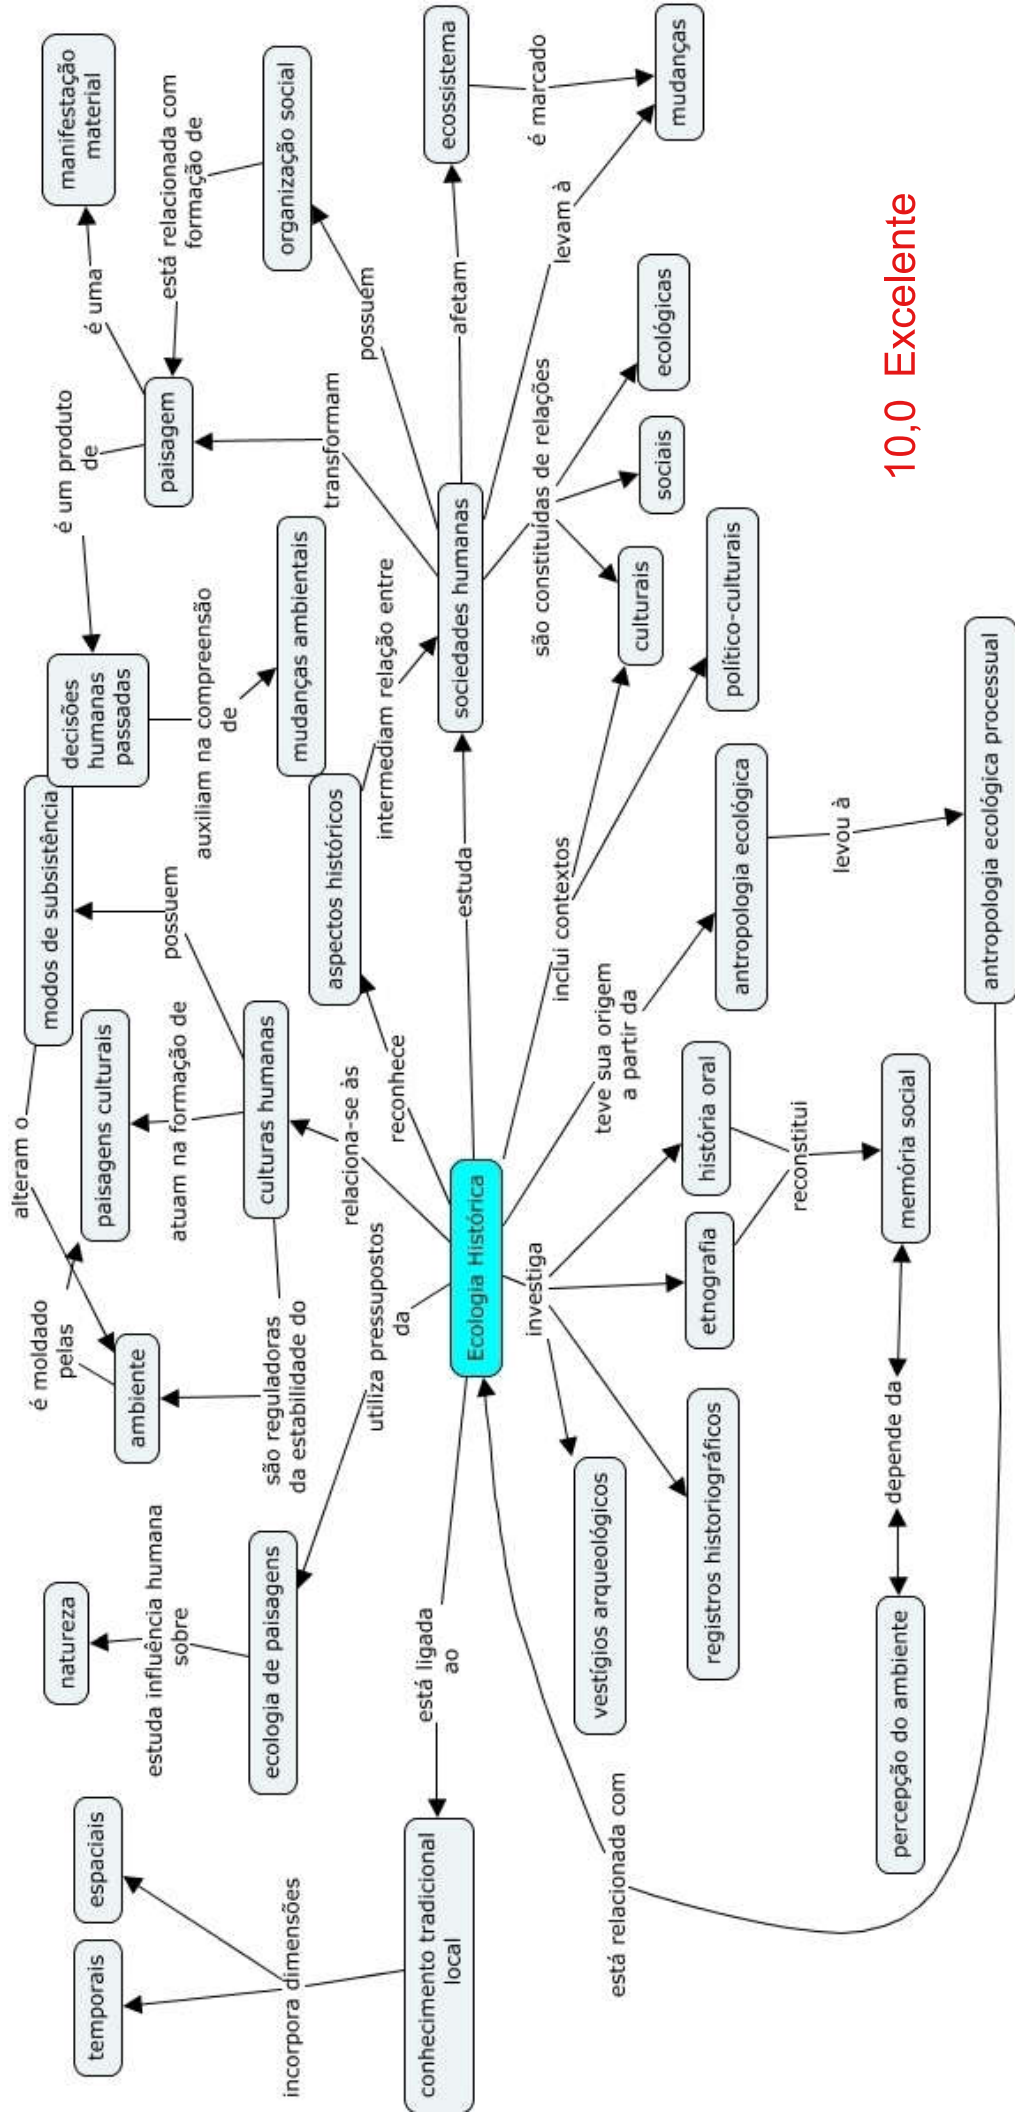 temporais
espaciais
incorpora dimensões
conhecimento tradicional
local
está ligada
ao
natureza
estuda influência humana
sobre
ecologia de paisagens
utiliza pressupostos
da
é moldado
pelas
ambiente
são reguladoras
da estabilidade do
alteram o
paisagens culturais
atuam na formação de
culturas humanas
relaciona-se às
modos de subsistência
possuem
decisões
humanas
passadas
auxiliam na compreensão
de
mudanças ambientais
aspectos históricos
reconhece
intermediam relação entre
é um produto
de
é uma
manifestação
material
paisagem
está relacionada com
formação de
organização social
transformam
possuem
Ecologia Histórica
estuda
sociedades humanas
afetam
ecossistema
é marcado
mudanças
levam à
são constituídas de relações
culturais
sociais
ecológicas
inclui contextos
político-culturais
teve sua origem
a partir da
antropologia ecológica
levou à
antropologia ecológica processual
investiga
vestígios arqueológicos
registros historiográficos
etnografia
história oral
reconstitui
memória social
depende da
percepção do ambiente
está relacionada com
10,0 Excelente